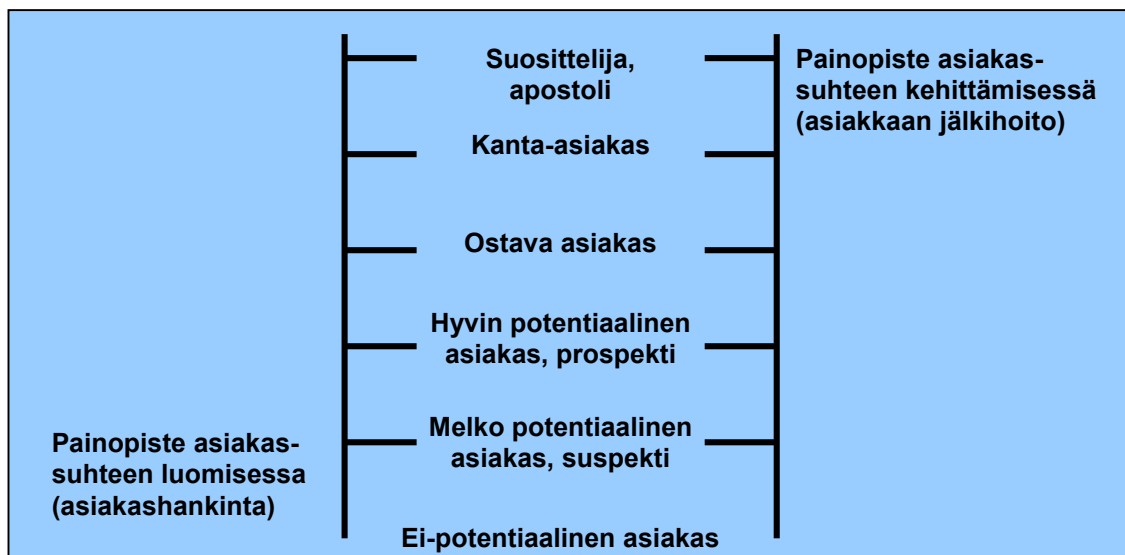 Suosittelija,
apostoli
Painopiste asiakas-
suhteen kehittämisessä
(asiakkaan jälkihoito)
Kanta-asiakas
Ostava asiakas
Hyvin potentiaalinen
asiakas, prospekti
Melko potentiaalinen
asiakas, suspekti
Painopiste asiakas-
suhteen luomisessa
(asiakashankinta)
Ei-potentiaalinen asiakas